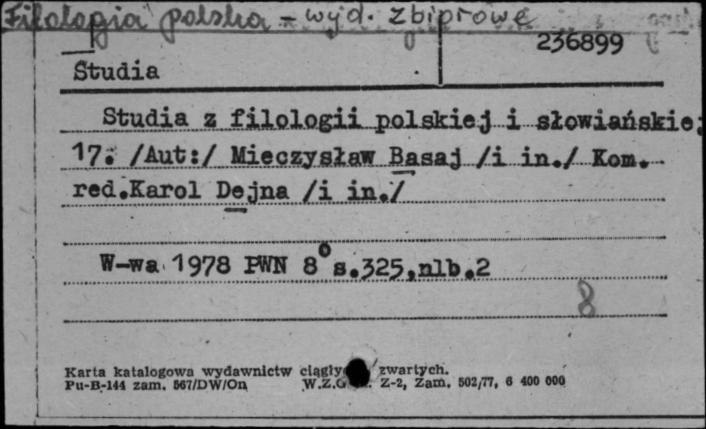 Filologia polska - wyd. zbiorowe
236899
Studia
Studia z filologii polskiej i słowiańskiej
17. /Aut:/ Mieczysław Basaj /i in./ Kom.
red.Karol Dejna /i in./
W-wa 1978 PWN 8° s.325,nlb.2
8
Karta katalogowa wydawnictw zwartych.
Pu-B-144 zam. 567/DW/On W.Z.G Z-2, Zam. 502/77, 6 400 000